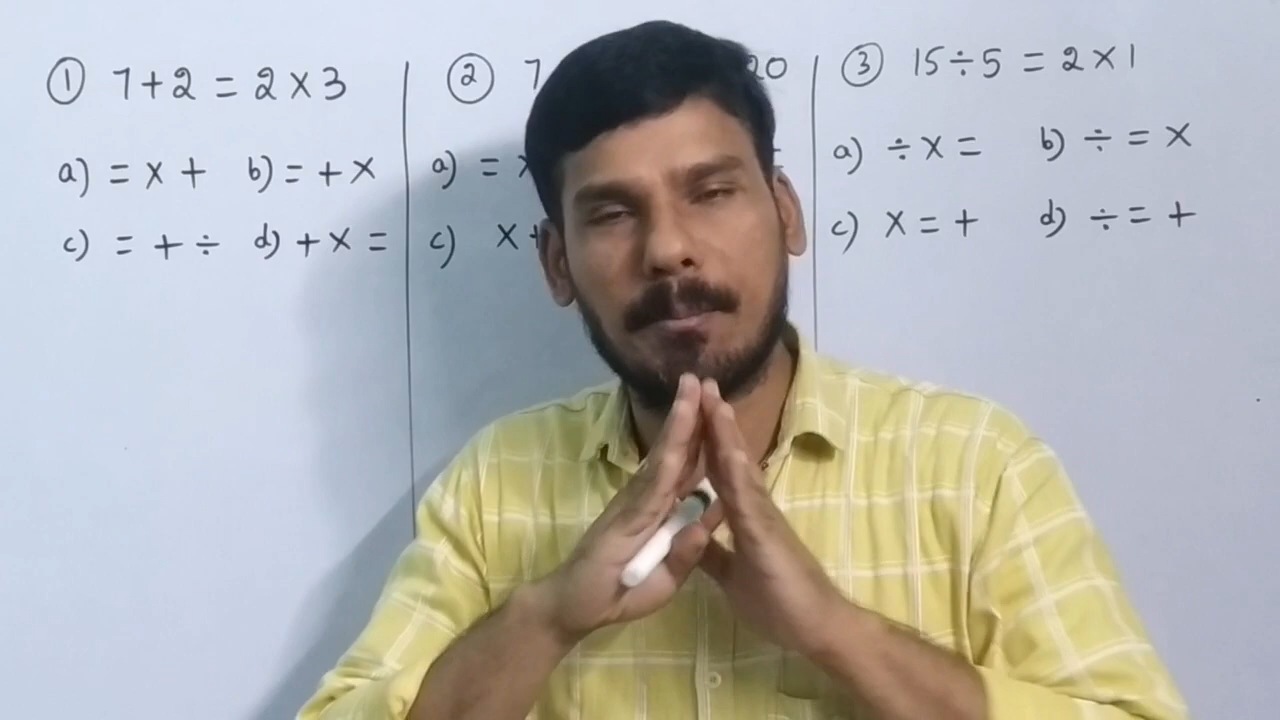 ① 7+2 = 2×3
a) = × + b) = + ×
c) = + ÷ d) + × =
② 7 20
a) =
c) ×
③ 15÷5 = 2×1
a) ÷ × = b) ÷ = ×
c) × = + d) ÷ = +